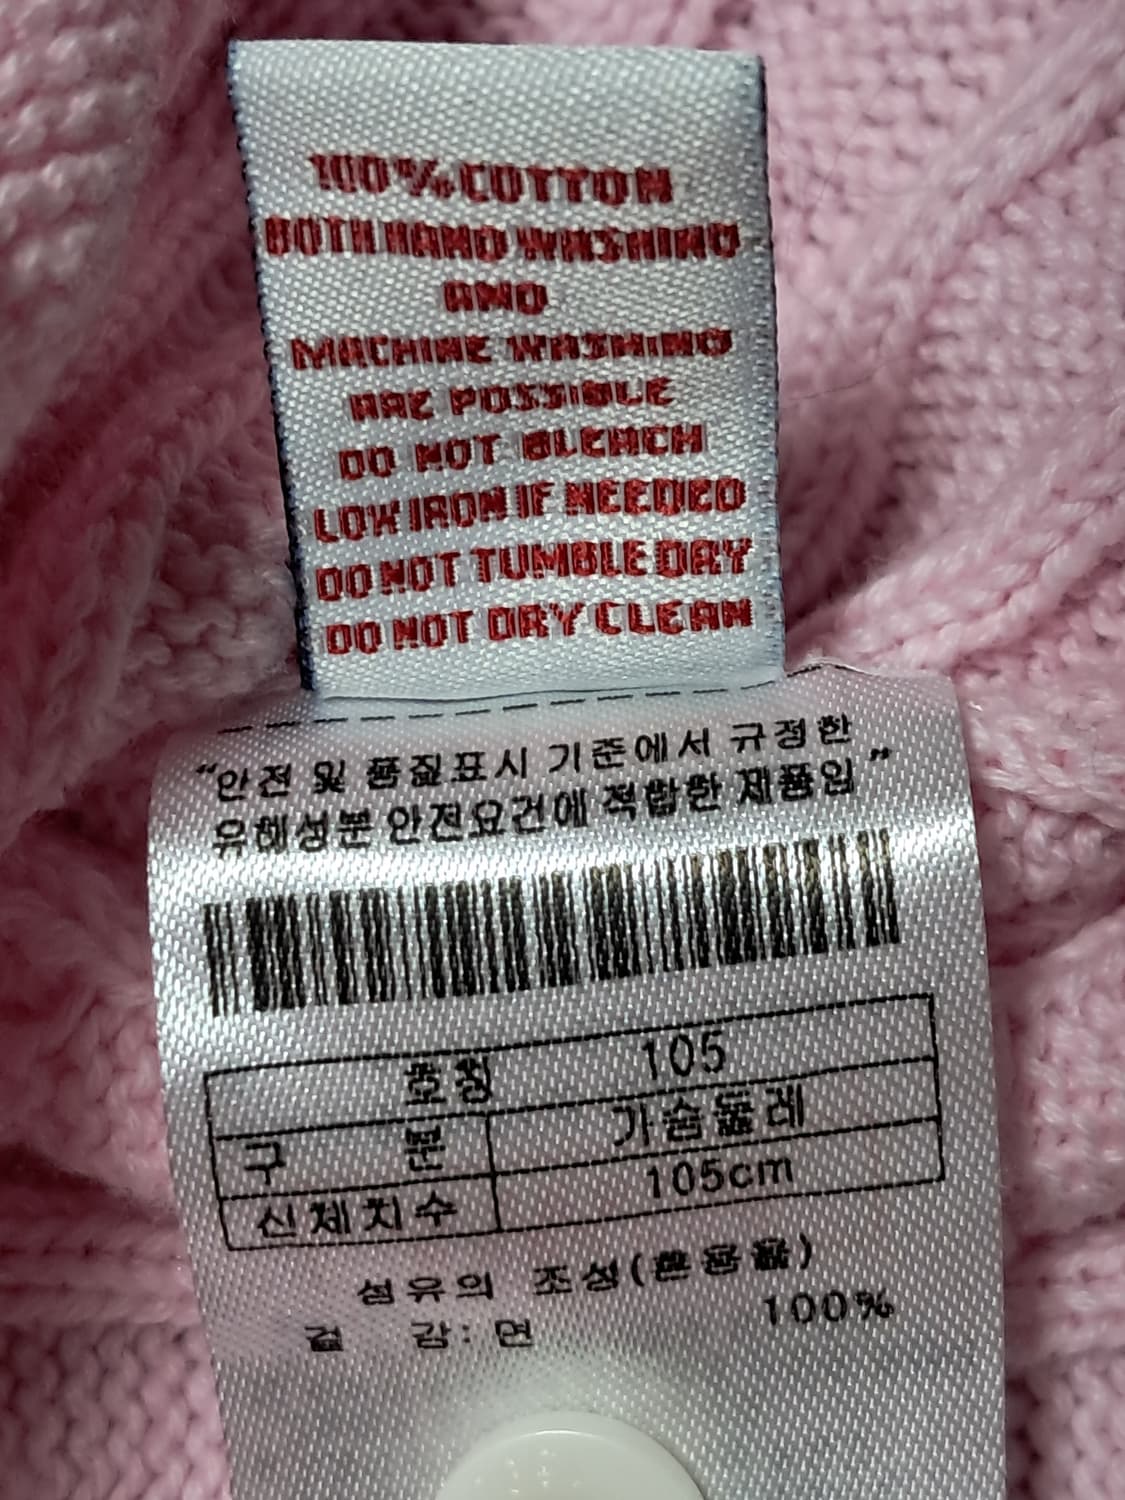 100% COTTON
BOTH HAND WASHING
AND
MACHINE WASHING
ARE POSSIBLE
DO NOT BLEACH
LOW IRON IF NEEDED
DO NOT TUMBLE DRY
DO NOT DRY CLEAN
"안전 및 품질표시 기준에서 규정한
유해성분 안전요건에 적합한 제품임"
호칭 105
구 분 가슴둘레
신체치수 105cm
섬유의 조성(혼용율)
겉 감: 면 100%